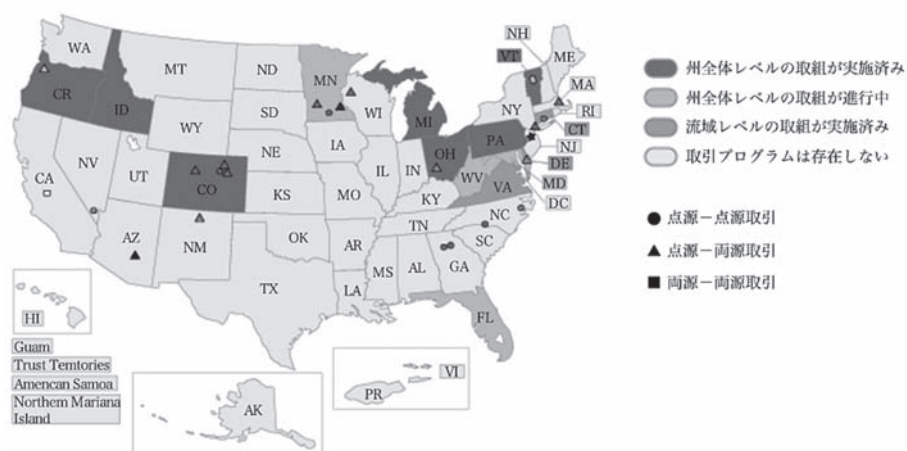 NH
WA
VT
ME
MT
ND
MN
MA
CR
ID
SD
WI
NY
RI
WY
MI
CT
IA
PA
NJ
NE
OH
NV
IL
IN
DE
UT
WV
CA
CO
VA
MD
KS
MO
KY
DC
NC
TN
AZ
NM
OK
AR
SC
MS
AL
GA
TX
LA
FL
HI
Guam
Trust Temtories
Amencan Samoa
Northem Mariana
Island
AK
PR
VI
州全体レベルの取組が実施済み
州全体レベルの取組が進行中
流域レベルの取組が実施済み
取引プログラムは存在しない
点源－点源取引
点源－両源取引
両源－両源取引